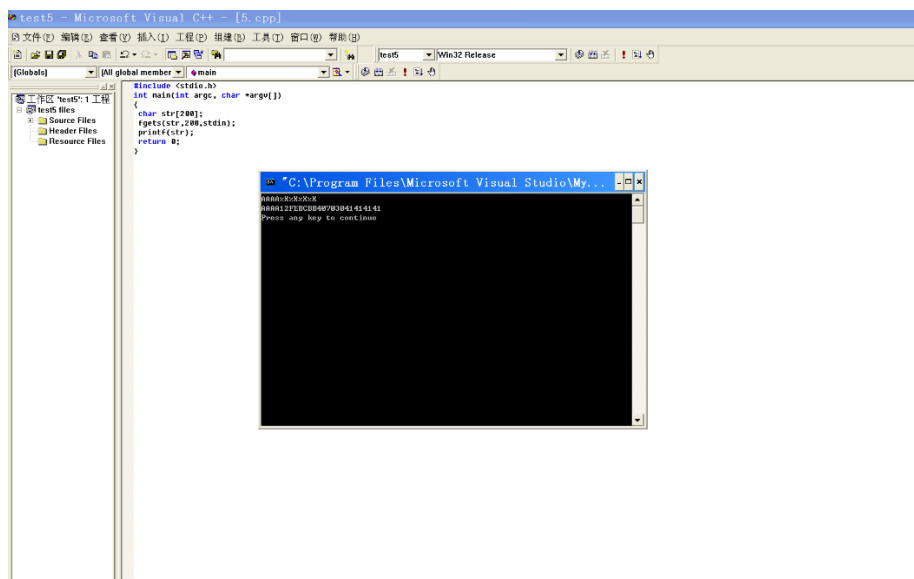 test5 - Microsoft Visual C++ - [5.cpp]
文件(F) 编辑(E) 查看(V) 插入(I) 工程(P) 组建(B) 工具(T) 窗口(W) 帮助(H)
test5 Win32 Release
(Globals) (All global member main
工作区 'test5': 1 工程
test5 files
Source Files
Header Files
Resource Files
#include <stdio.h>
int main(int argc, char *argv[])
{
char str[200];
fgets(str,200,stdin);
printf(str);
return 0;
}
"C:\Program Files\Microsoft Visual Studio\My...
AAAA%X%X%X%X
AAAA12FEBCBB40703041414141
Press any key to continue